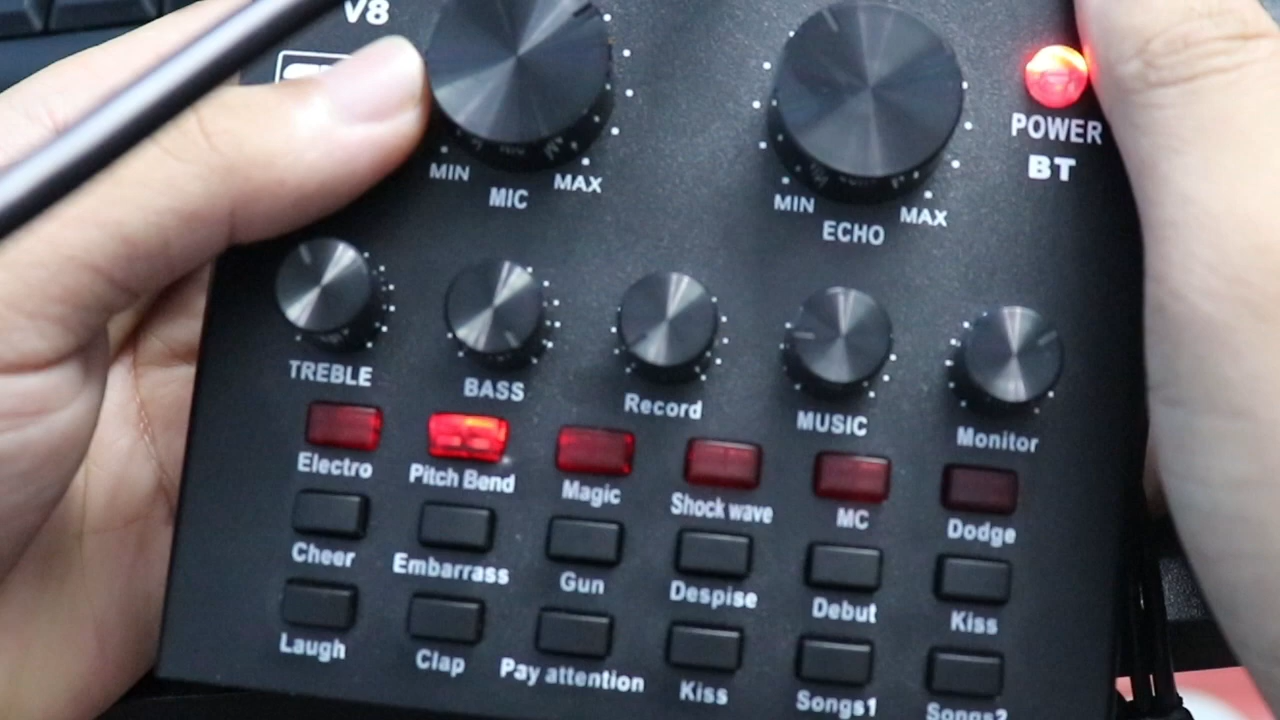 V8
POWER
BT
MIN MAX
MIC
MIN MAX
ECHO
TREBLE BASS Record MUSIC Monitor
Electro Pitch Bend Magic Shock wave MC Dodge
Cheer Embarrass Gun Despise Debut Kiss
Laugh Clap Pay attention Kiss Songs1 Songs2